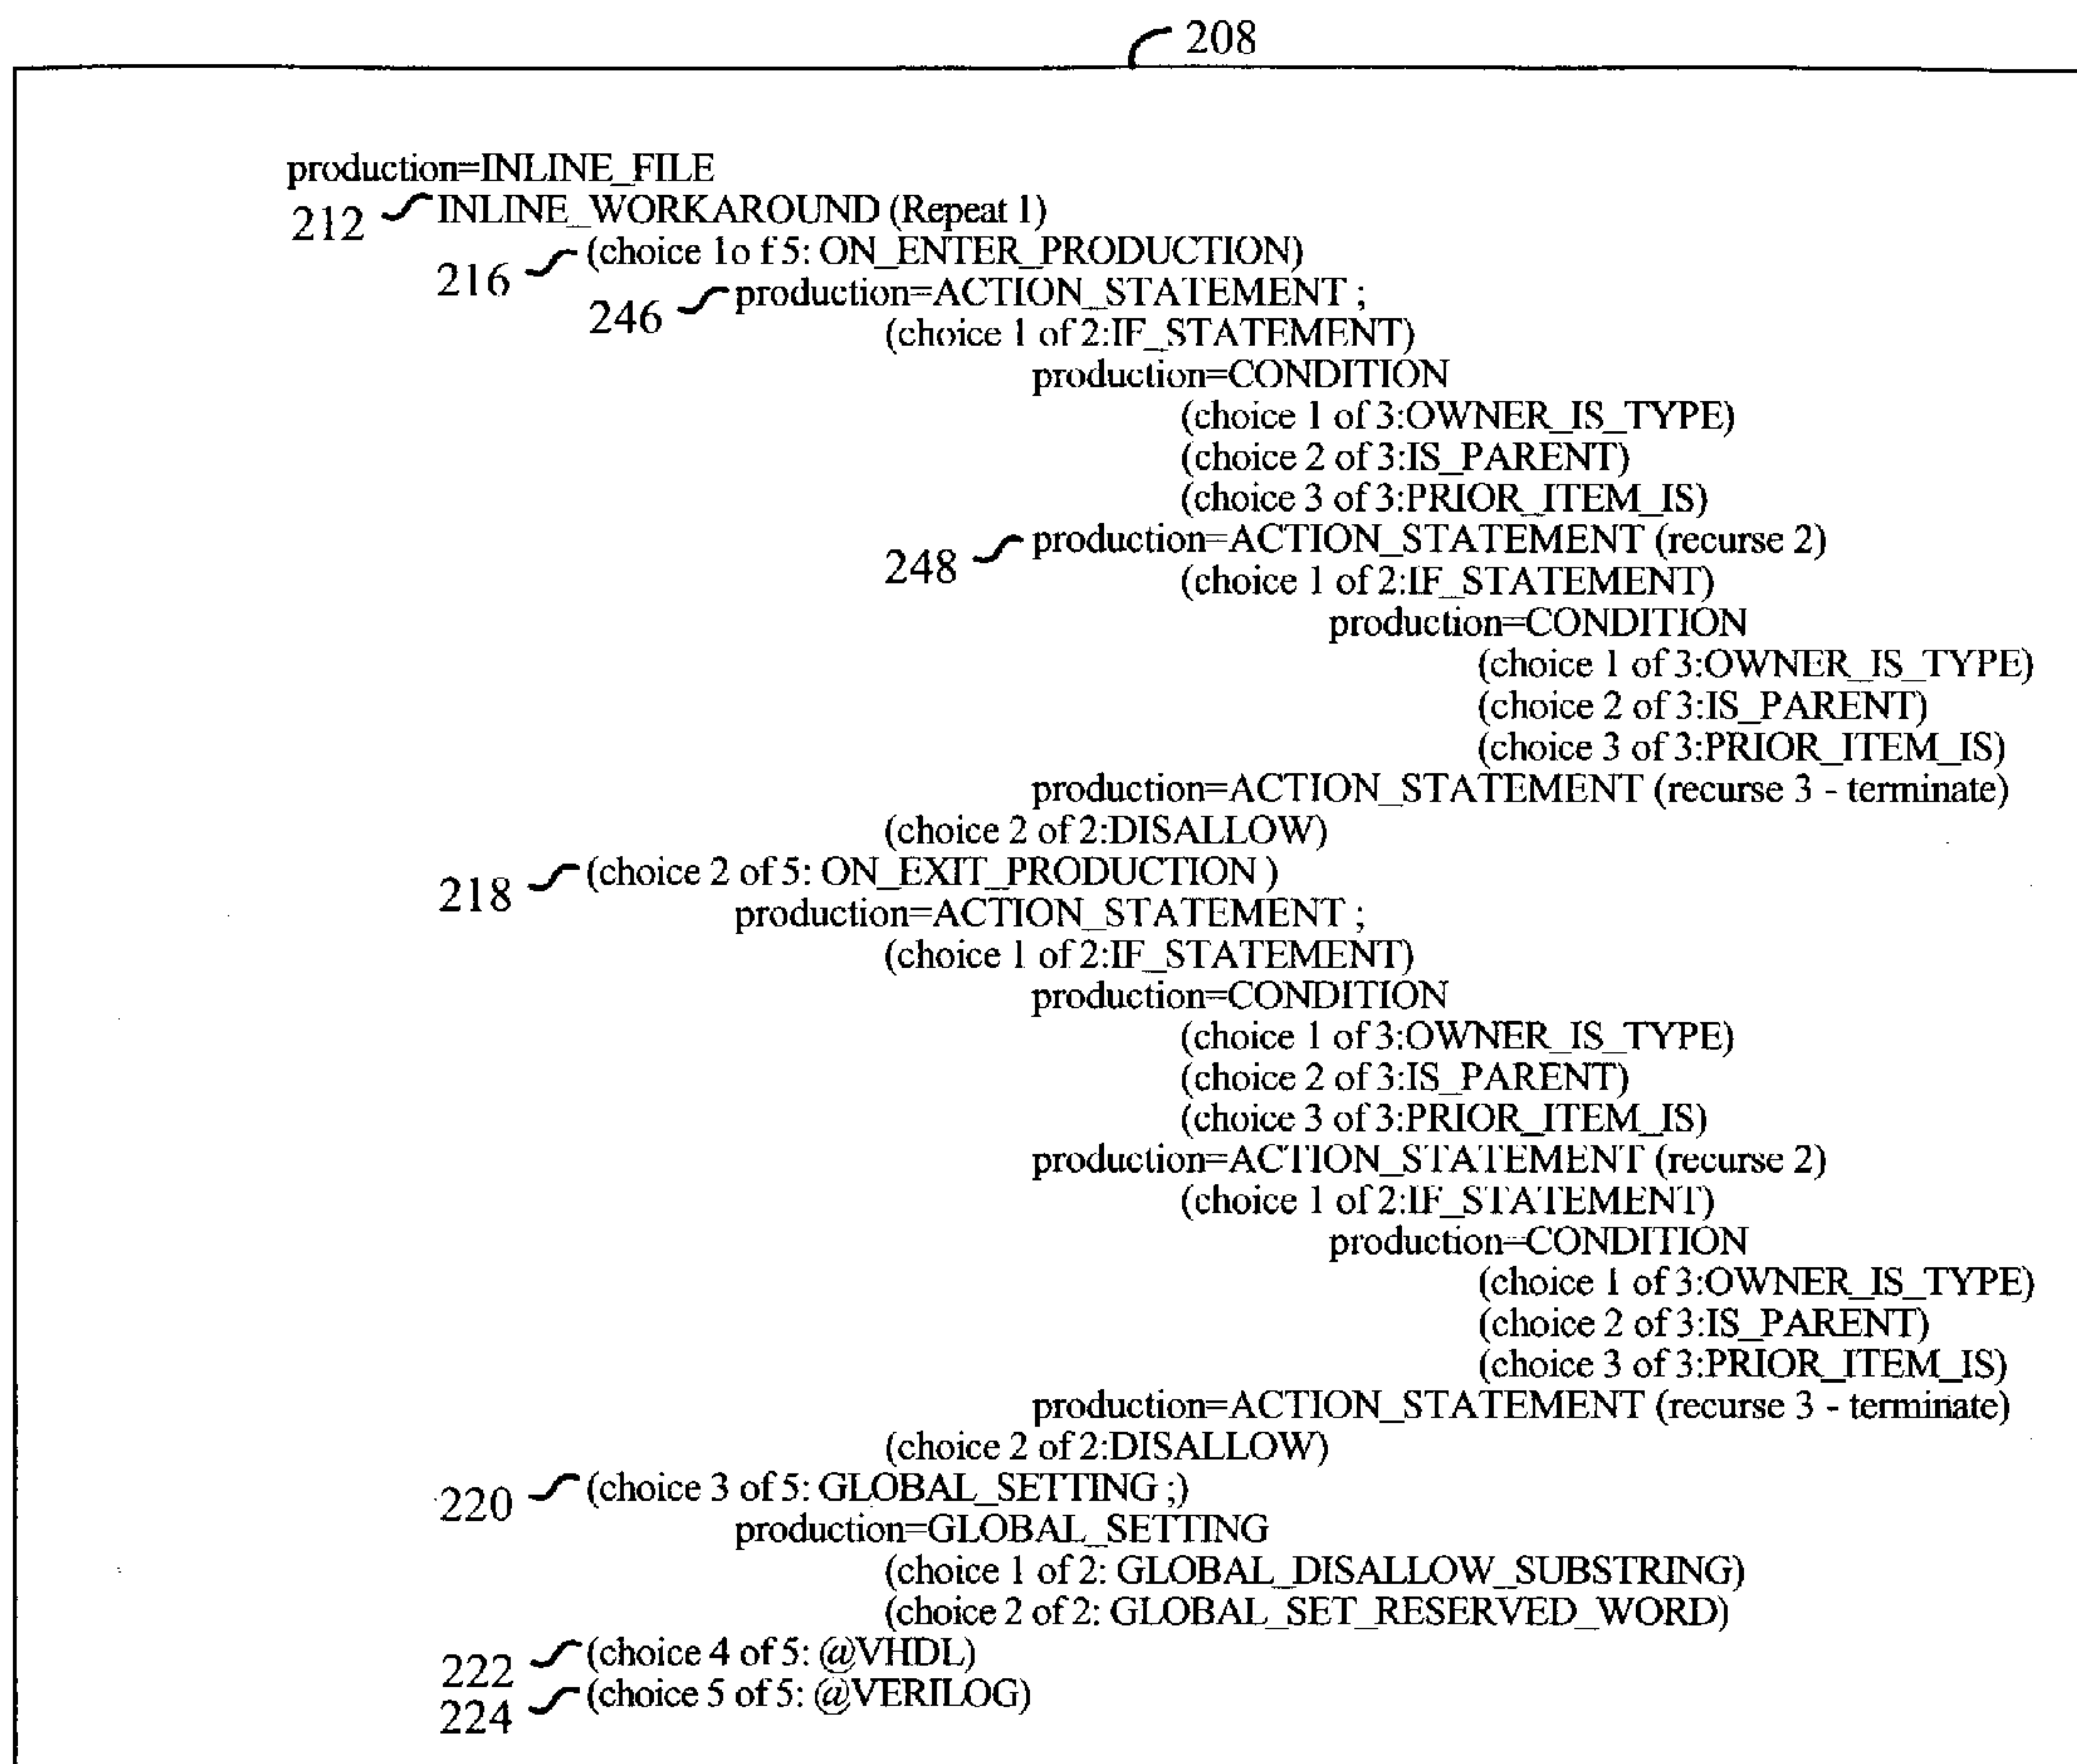 208
production=INLINE_FILE
212 INLINE_WORKAROUND (Repeat 1)
216 (choice 1o f 5: ON_ENTER_PRODUCTION)
246 production=ACTION_STATEMENT ;
(choice 1 of 2:IF_STATEMENT)
production=CONDITION
(choice 1 of 3:OWNER_IS_TYPE)
(choice 2 of 3:IS_PARENT)
(choice 3 of 3:PRIOR_ITEM_IS)
248 production=ACTION_STATEMENT (recurse 2)
(choice 1 of 2:IF_STATEMENT)
production=CONDITION
(choice 1 of 3:OWNER_IS_TYPE)
(choice 2 of 3:IS_PARENT)
(choice 3 of 3:PRIOR_ITEM_IS)
production=ACTION_STATEMENT (recurse 3 - terminate)
(choice 2 of 2:DISALLOW)
218 (choice 2 of 5: ON_EXIT_PRODUCTION )
production=ACTION_STATEMENT ;
(choice 1 of 2:IF_STATEMENT)
production=CONDITION
(choice 1 of 3:OWNER_IS_TYPE)
(choice 2 of 3:IS_PARENT)
(choice 3 of 3:PRIOR_ITEM_IS)
production=ACTION_STATEMENT (recurse 2)
(choice 1 of 2:IF_STATEMENT)
production=CONDITION
(choice 1 of 3:OWNER_IS_TYPE)
(choice 2 of 3:IS_PARENT)
(choice 3 of 3:PRIOR_ITEM_IS)
production=ACTION_STATEMENT (recurse 3 - terminate)
(choice 2 of 2:DISALLOW)
220 (choice 3 of 5: GLOBAL_SETTING ;)
production=GLOBAL_SETTING
(choice 1 of 2: GLOBAL_DISALLOW_SUBSTRING)
(choice 2 of 2: GLOBAL_SET_RESERVED_WORD)
222 (choice 4 of 5: @VHDL)
224 (choice 5 of 5: @VERILOG)